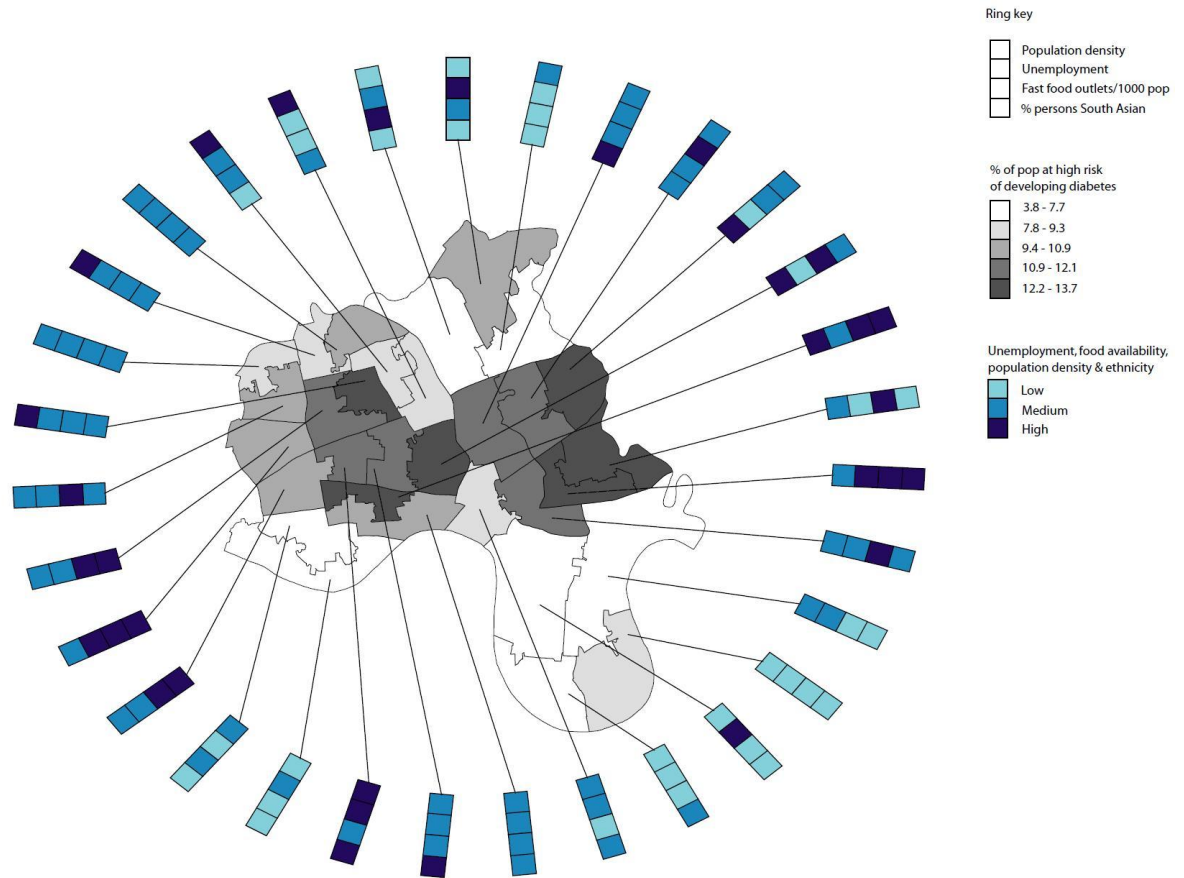 Ring key
Population density
Unemployment
Fast food outlets/1000 pop
% persons South Asian
% of pop at high risk
of developing diabetes
3.8 - 7.7
7.8 - 9.3
9.4 - 10.9
10.9 - 12.1
12.2 - 13.7
Unemployment, food availability,
population density & ethnicity
Low
Medium
High